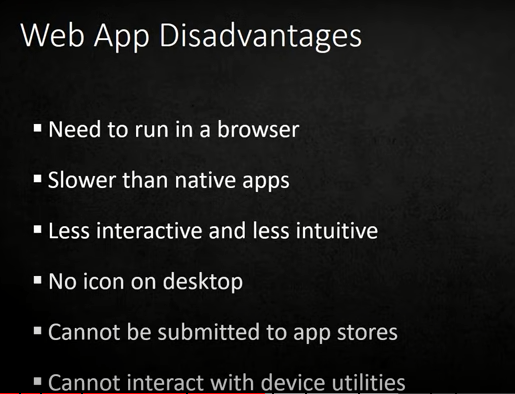 Web App Disadvantages
▪ Need to run in a browser
▪ Slower than native apps
▪ Less interactive and less intuitive
▪ No icon on desktop
▪ Cannot be submitted to app stores
▪ Cannot interact with device utilities